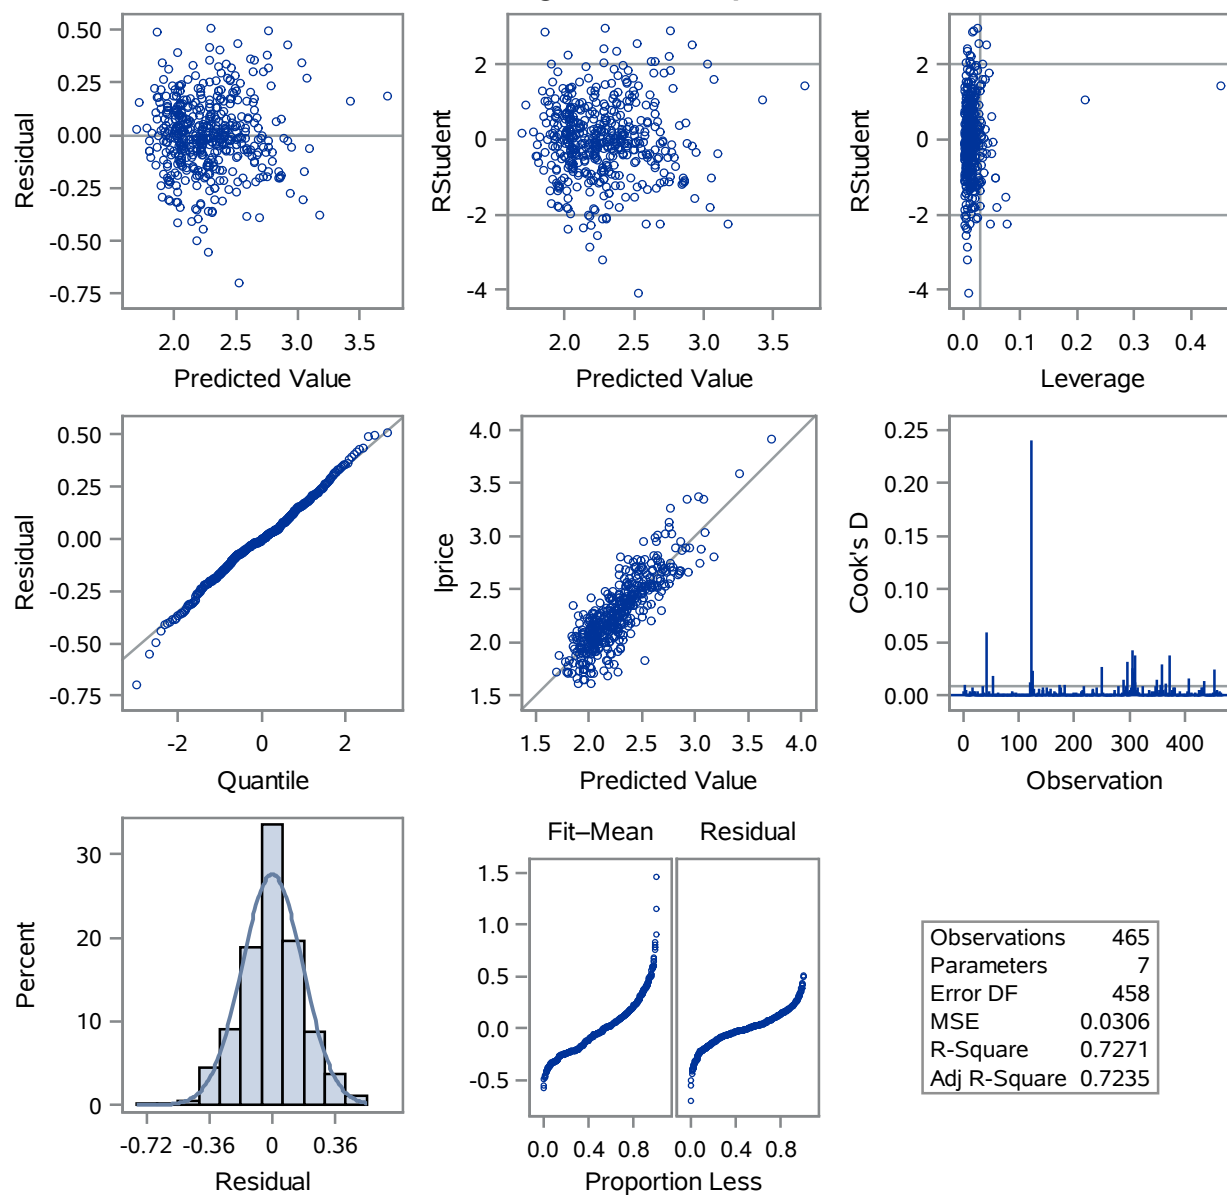 0.50
0.25
0.00
-0.25
-0.50
-0.75
Residual
2.0 2.5 3.0 3.5
Predicted Value
2
0
-2
-4
RStudent
2.0 2.5 3.0 3.5
Predicted Value
2
0
-2
-4
RStudent
0.0 0.1 0.2 0.3 0.4
Leverage
0.50
0.25
0.00
-0.25
-0.50
-0.75
Residual
-2 0 2
Quantile
4.0
3.5
3.0
2.5
2.0
1.5
lprice
1.5 2.0 2.5 3.0 3.5 4.0
Predicted Value
0.25
0.20
0.15
0.10
0.05
0.00
Cook's D
0 100 200 300 400
Observation
30
20
10
0
Percent
-0.72 -0.36 0 0.36
Residual
Fit–Mean Residual
1.5
1.0
0.5
0.0
-0.5
0.0 0.4 0.8 0.0 0.4 0.8
Proportion Less
Observations 465
Parameters 7
Error DF 458
MSE 0.0306
R-Square 0.7271
Adj R-Square 0.7235